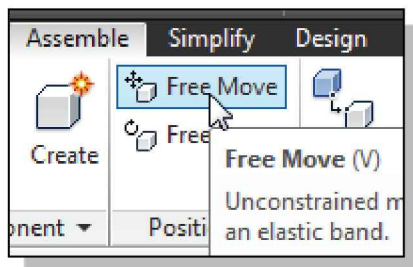 Assemble Simplify Design
Free Move
Create
Free
Free Move (V)
Unconstrained m
an elastic band.
onent
Positi